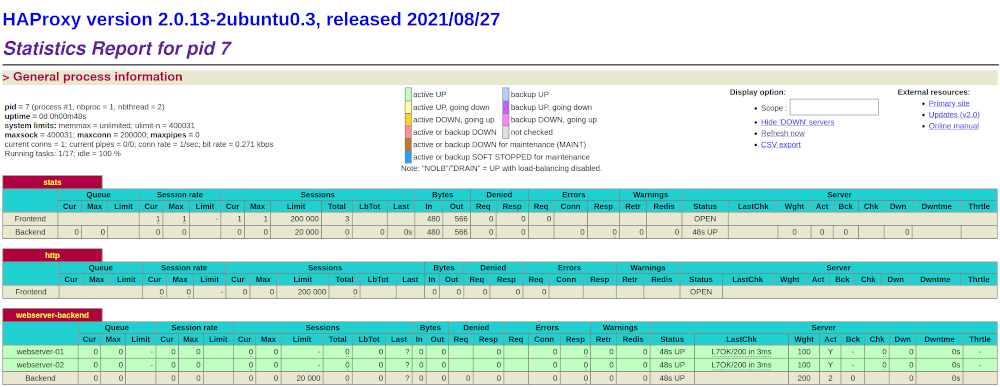 HAProxy version 2.0.13-2ubuntu0.3, released 2021/08/27
Statistics Report for pid 7
> General process information
pid = 7 (process #1, nbproc = 1, nbthread = 2)
uptime = 0d 0h00m48s
system limits: memmax = unlimited; ulimit-n = 400031
maxsock = 400031; maxconn = 200000; maxpipes = 0
current conns = 1; current pipes = 0/0; conn rate = 1/sec; bit rate = 0.271 kbps
Running tasks: 1/17; idle = 100 %
active UP backup UP
active UP, going down backup UP, going down
active DOWN, going up backup DOWN, going up
active or backup DOWN not checked
active or backup DOWN for maintenance (MAINT)
active or backup SOFT STOPPED for maintenance
Note: "NOLB"/"DRAIN" = UP with load-balancing disabled.
Display option:
• Scope :
• Hide 'DOWN' servers
• Refresh now
• CSV export
External resources:
• Primary site
• Updates (v2.0)
• Online manual
stats
Queue Session rate Sessions Bytes Denied Errors Warnings Server
Cur Max Limit Cur Max Limit Cur Max Limit Total LbTot Last In Out Req Resp Req Conn Resp Retr Redis Status LastChk Wght Act Bck Chk Dwn Dwntme Thrtle
Frontend 1 1 - 1 1 200 000 3 480 566 0 0 0 OPEN
Backend 0 0 0 0 0 0 20 000 0 0 0s 480 566 0 0 0 0 0 0 48s UP 0 0 0 0
http
Queue Session rate Sessions Bytes Denied Errors Warnings Server
Cur Max Limit Cur Max Limit Cur Max Limit Total LbTot Last In Out Req Resp Req Conn Resp Retr Redis Status LastChk Wght Act Bck Chk Dwn Dwntme Thrtle
Frontend 0 0 - 0 0 200 000 0 0 0 0 0 0 OPEN
webserver-backend
Queue Session rate Sessions Bytes Denied Errors Warnings Server
Cur Max Limit Cur Max Limit Cur Max Limit Total LbTot Last In Out Req Resp Req Conn Resp Retr Redis Status LastChk Wght Act Bck Chk Dwn Dwntme Thrtle
webserver-01 0 0 - 0 0 0 0 - 0 0 ? 0 0 0 0 0 0 0 48s UP L7OK/200 in 3ms 100 Y - 0 0 0s -
webserver-02 0 0 - 0 0 0 0 - 0 0 ? 0 0 0 0 0 0 0 48s UP L7OK/200 in 3ms 100 Y - 0 0 0s -
Backend 0 0 0 0 0 0 20 000 0 0 ? 0 0 0 0 0 0 0 0 48s UP 200 2 0 0 0s